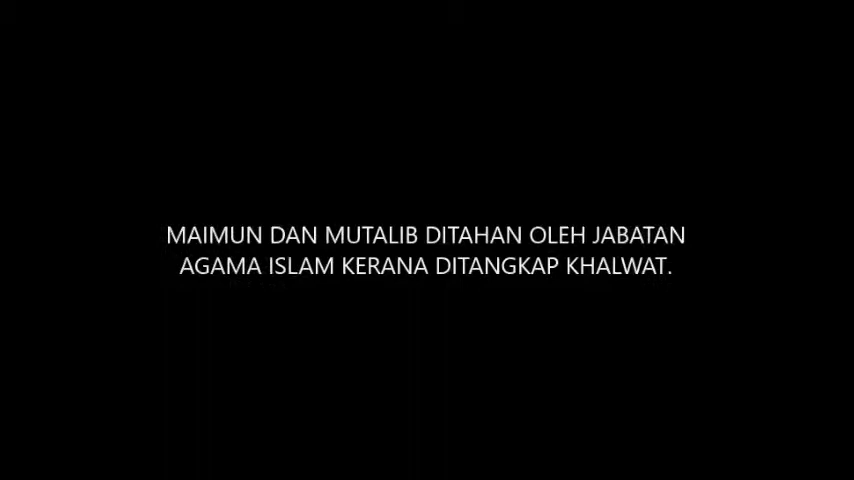 MAIMUN DAN MUTALIB DITAHAN OLEH JABATAN
AGAMA ISLAM KERANA DITANGKAP KHALWAT.